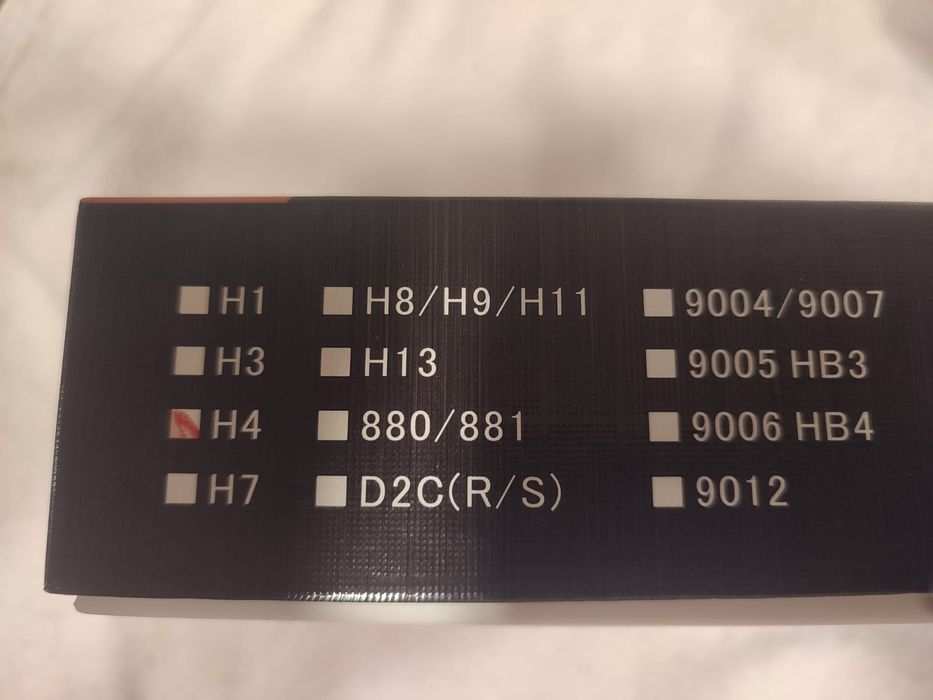 H1 H8/H9/H11 9004/9007
H3 H13 9005 HB3
H4 880/881 9006 HB4
H7 D2C(R/S) 9012